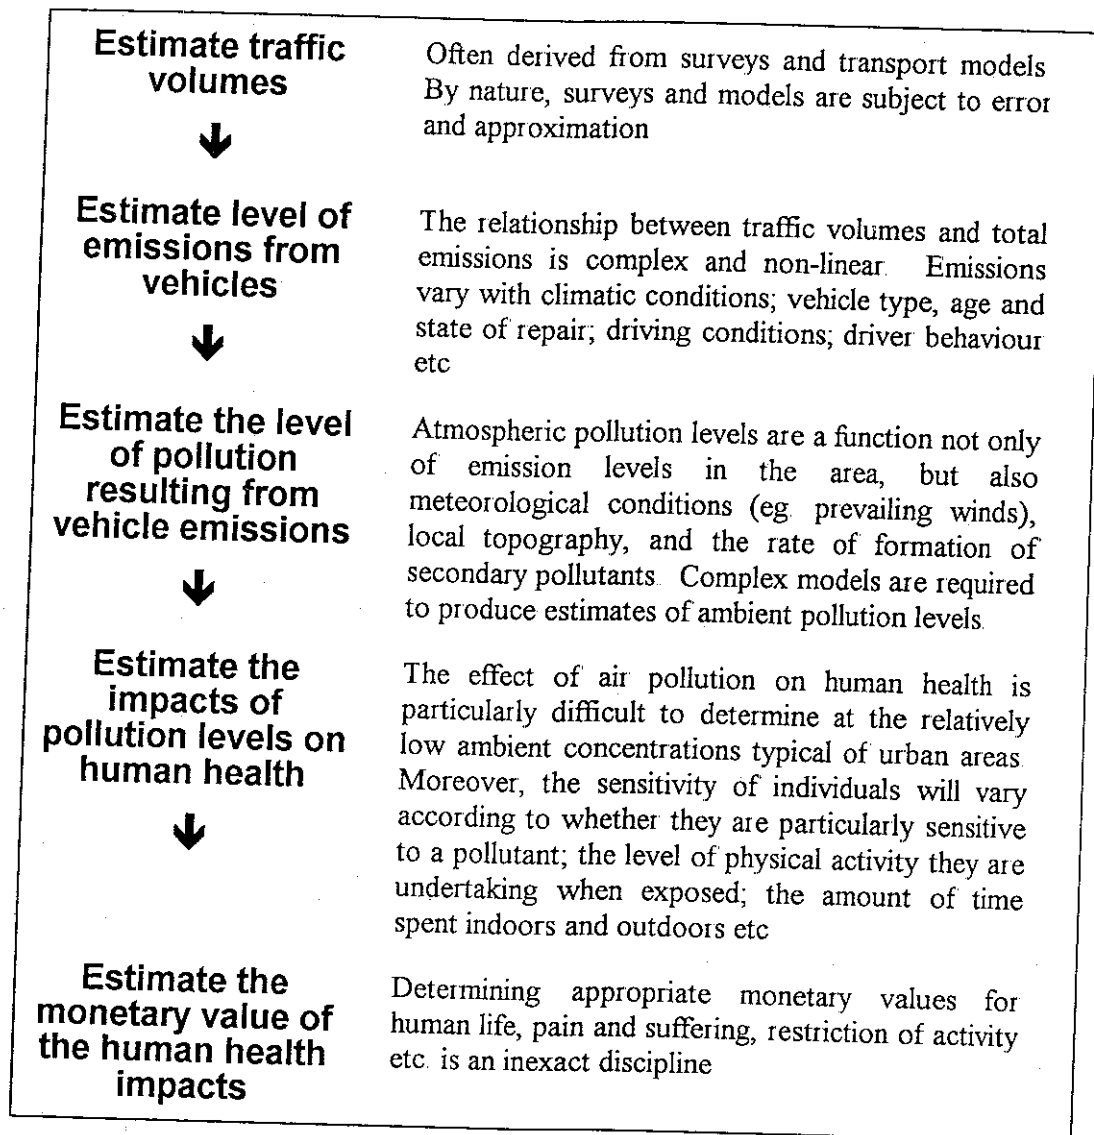 Estimate traffic
volumes
Often derived from surveys and transport models
By nature, surveys and models are subject to error
and approximation
Estimate level of
emissions from
vehicles
The relationship between traffic volumes and total
emissions is complex and non-linear. Emissions
vary with climatic conditions; vehicle type, age and
state of repair; driving conditions; driver behaviour
etc
Estimate the level
of pollution
resulting from
vehicle emissions
Atmospheric pollution levels are a function not only
of emission levels in the area, but also
meteorological conditions (eg. prevailing winds),
local topography, and the rate of formation of
secondary pollutants. Complex models are required
to produce estimates of ambient pollution levels.
Estimate the
impacts of
pollution levels on
human health
The effect of air pollution on human health is
particularly difficult to determine at the relatively
low ambient concentrations typical of urban areas.
Moreover, the sensitivity of individuals will vary
according to whether they are particularly sensitive
to a pollutant; the level of physical activity they are
undertaking when exposed; the amount of time
spent indoors and outdoors etc
Estimate the
monetary value of
the human health
impacts
Determining appropriate monetary values for
human life, pain and suffering, restriction of activity
etc. is an inexact discipline